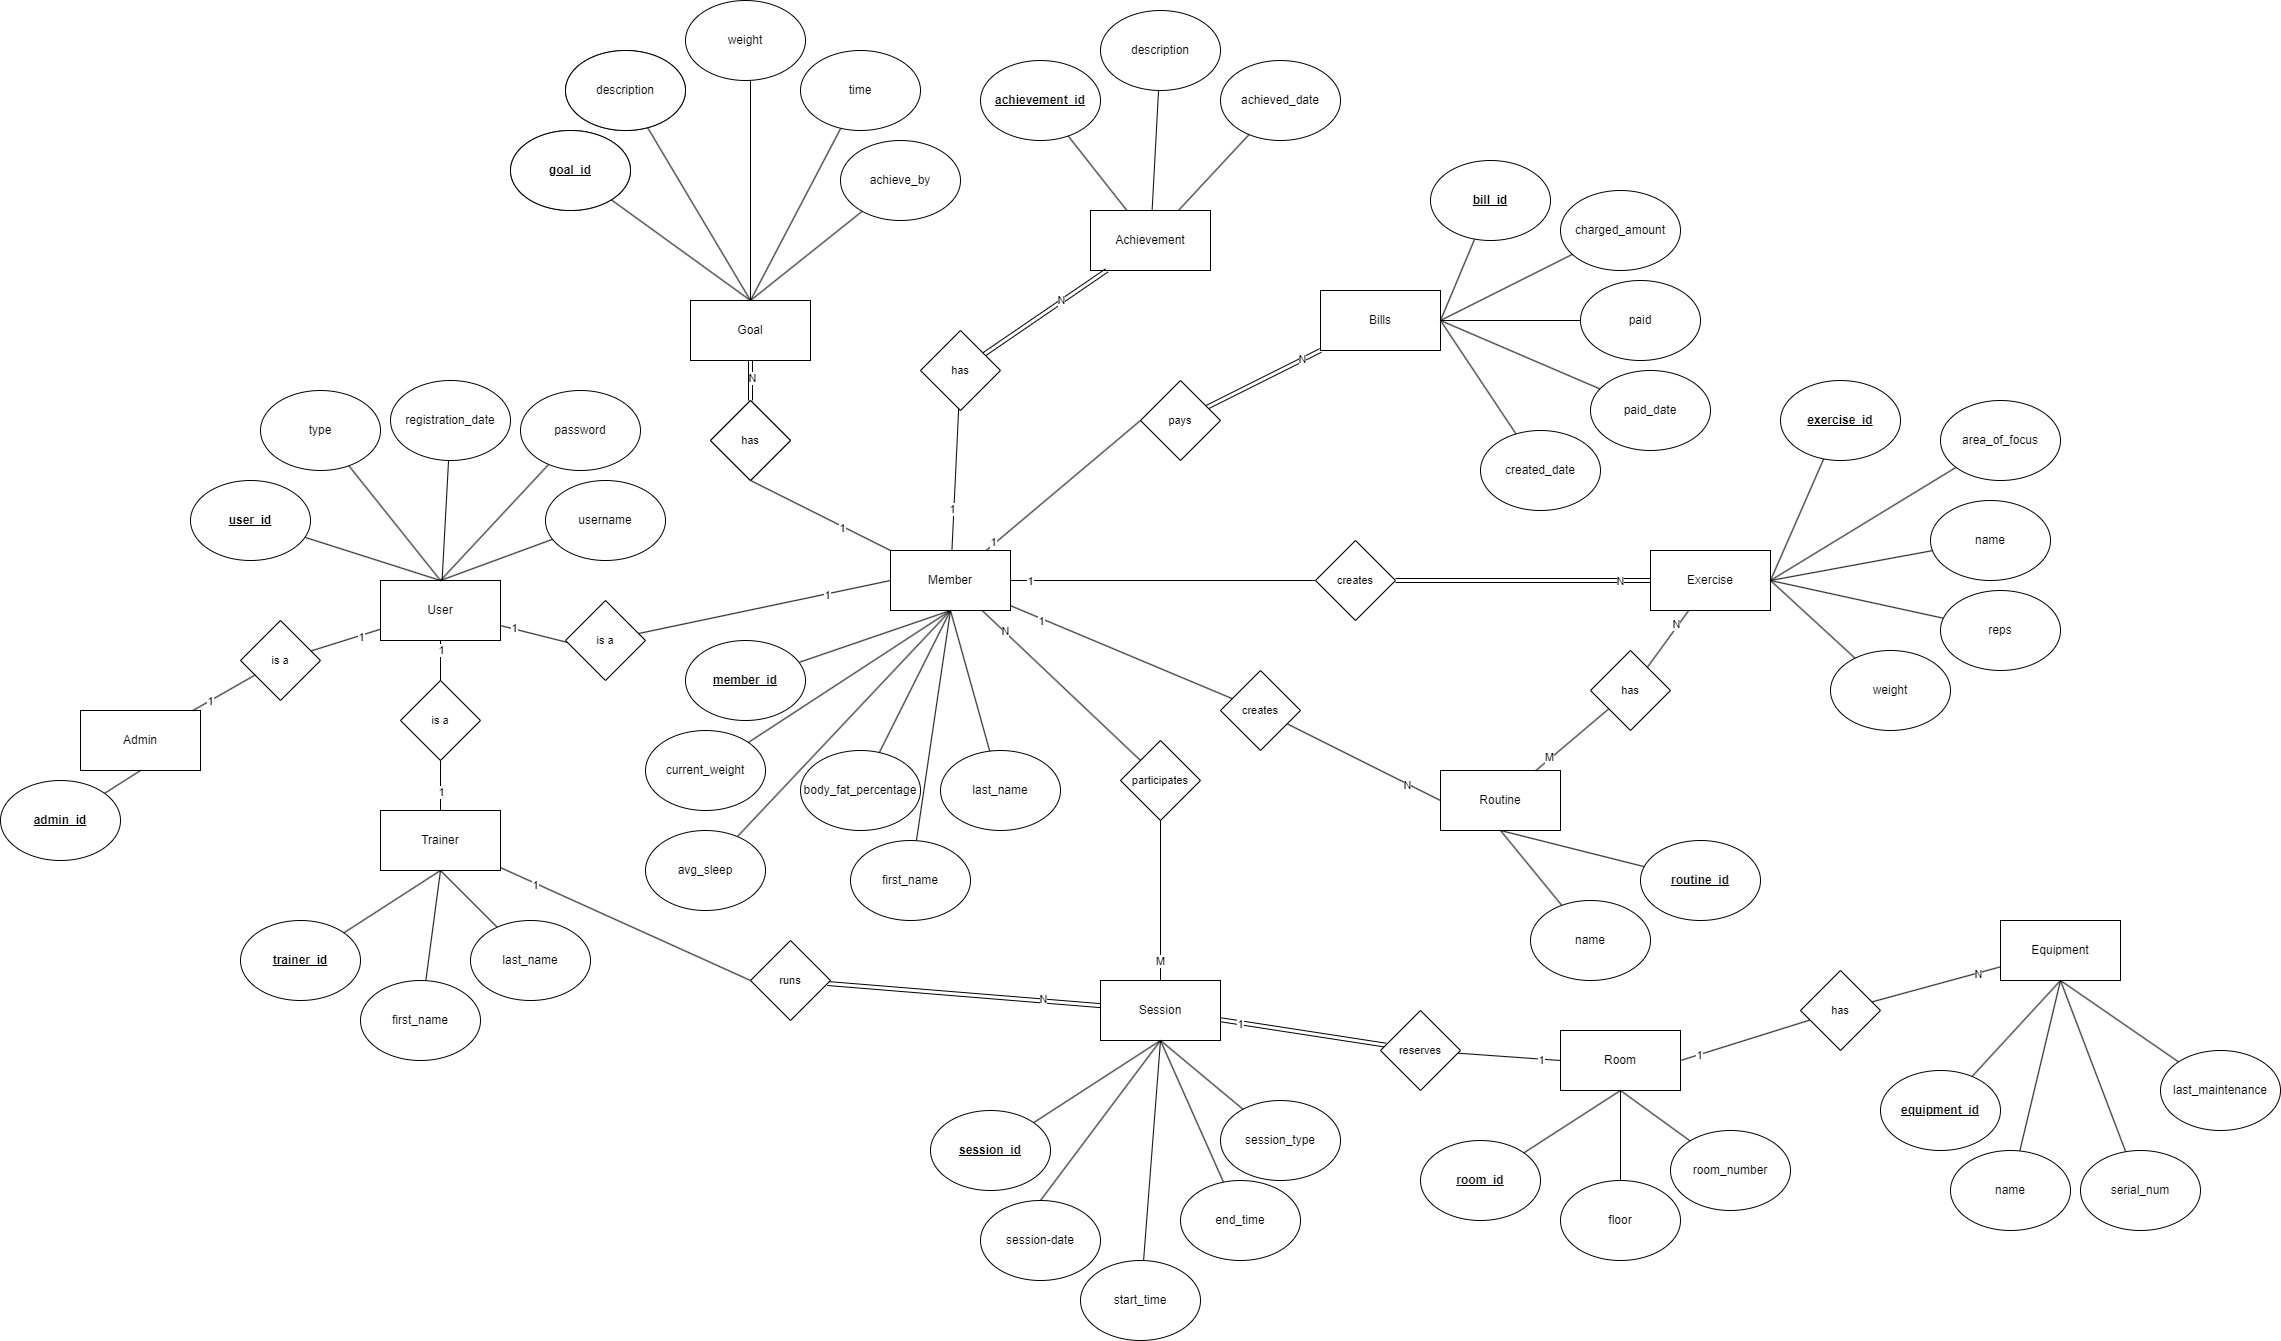 weight
description
time
goal_id
achieve_by
Goal
N
has
1
description
achievement_id
achieved_date
Achievement
N
has
1
bill_id
charged_amount
Bills
paid
paid_date
created_date
N
pays
1
type
registration_date
password
user_id
username
User
1
is a
1
1
is a
1
Admin
admin_id
1
is a
1
Trainer
trainer_id
last_name
first_name
Member
member_id
current_weight
body_fat_percentage
last_name
avg_sleep
first_name
1
creates
N
exercise_id
area_of_focus
name
Exercise
reps
weight
N
has
M
1
creates
N
Routine
routine_id
name
N
participates
M
1
runs
N
Session
session_id
session_type
end_time
session-date
start_time
1
reserves
1
Room
room_id
room_number
floor
1
has
N
Equipment
equipment_id
last_maintenance
name
serial_num